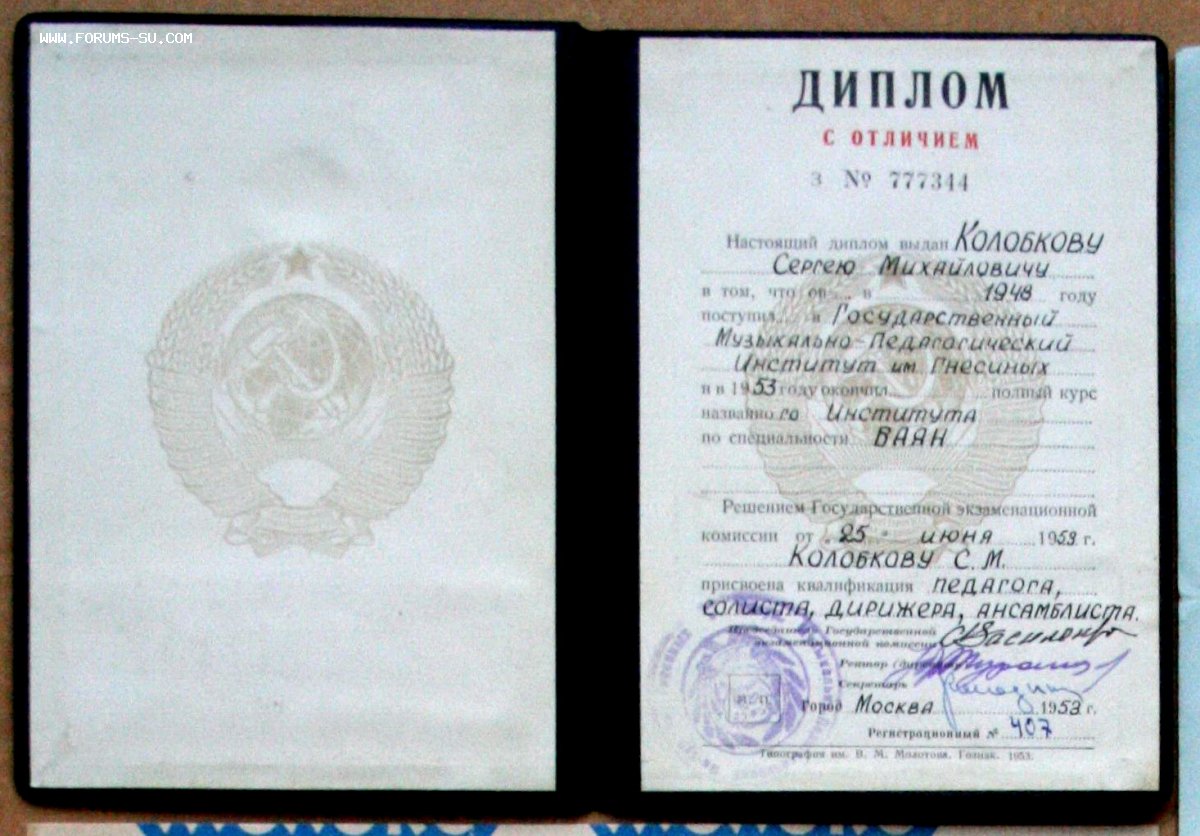 WWW.FORUMS-SU.COM
ДИПЛОМ
С ОТЛИЧИЕМ
З № 777344
Настоящий диплом выдан КОЛОБКОВУ
Сергею Михайловичу
в том, что он в 1948 году
поступил в Государственный
Музыкально-Педагогический
Институт им Гнесиных
и в 1953 году окончил полный курс
названного Института
по специальности БАЯН
Решением Государственной экзаменационной
комиссии от „25" июня 1953 г.
Колобкову С. М.
присвоена квалификация ПЕДАГОГА,
СОЛИСТА, ДИРИЖЕРА, АНСАМБЛИСТА.
Председатель Государственной
экзаменационной комиссии
Ректор (директор)
Секретарь
М. П.
Город Москва 1953 г.
Регистрационный № 407
Типография им. В. М. Молотова. Гознак. 1953.